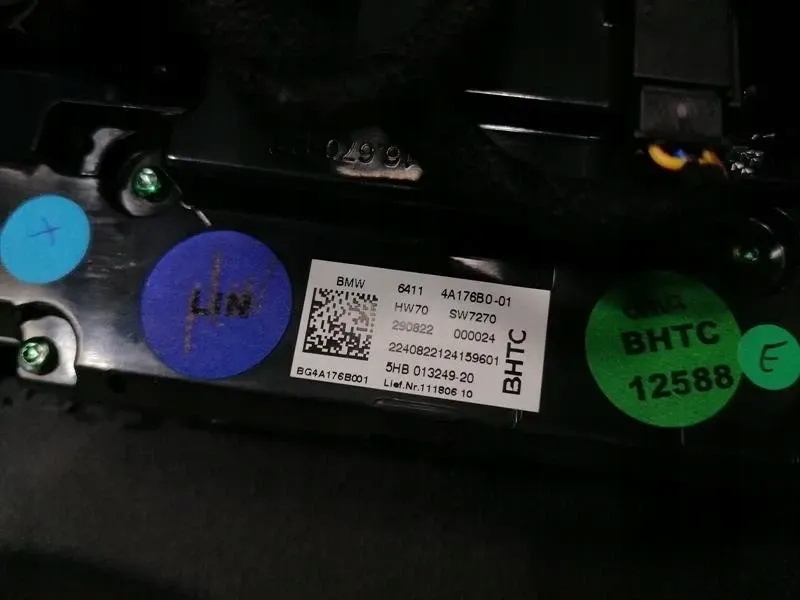 +
LIN
BMW 6411 4A176B0-01
HW70 SW7270
290822 000024
2240822124159601
5HB 013249-20
BG4A176B001 Lief.Nr.111806 10
BHTC
BHTC
12588
E